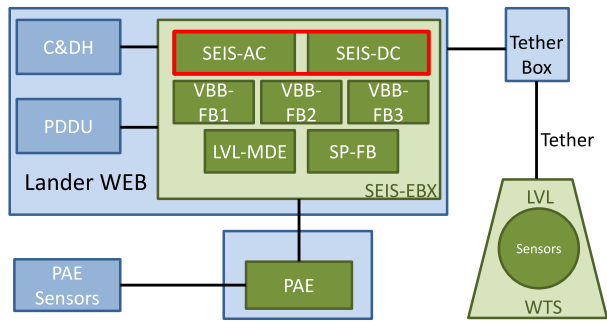 C&DH
SEIS-AC
SEIS-DC
Tether
Box
VBB-
FB1
VBB-
FB2
VBB-
FB3
PDDU
LVL-MDE
SP-FB
Tether
Lander WEB
SEIS-EBX
LVL
Sensors
WTS
PAE
Sensors
PAE